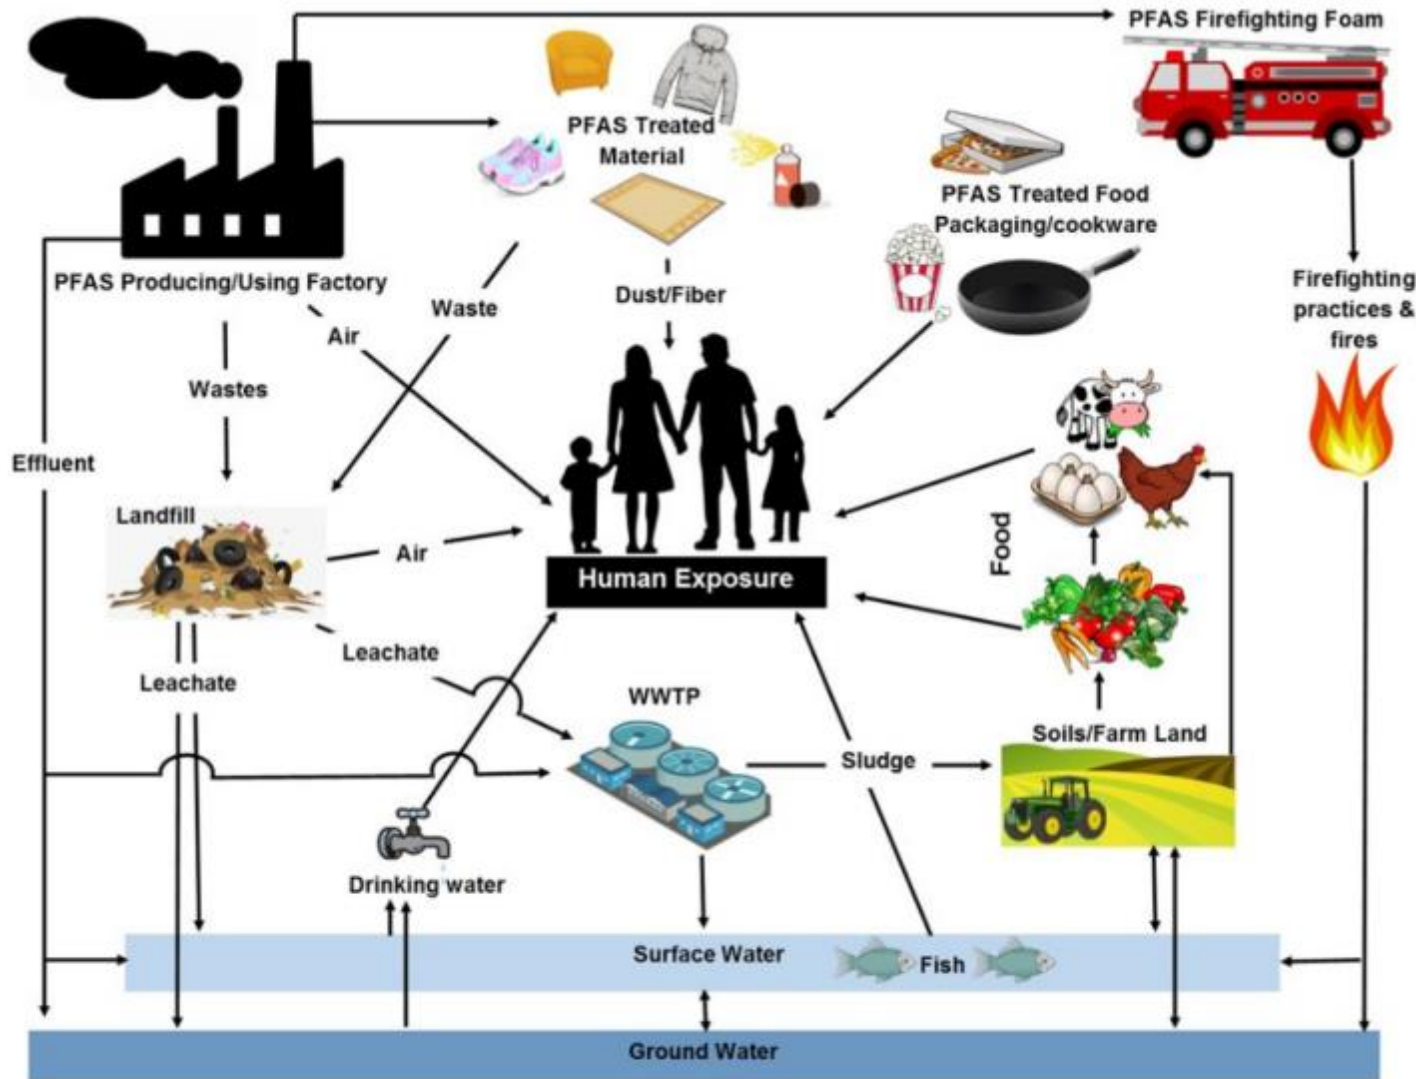 PFAS Firefighting Foam
PFAS Treated
Material
PFAS Treated Food
Packaging/cookware
PFAS Producing/Using Factory
Dust/Fiber
Waste
Air
Firefighting
practices &
fires
Wastes
Effluent
Landfill
Air
Food
Human Exposure
Leachate
Leachate
WWTP
Soils/Farm Land
Sludge
Drinking water
Surface Water
Fish
Ground Water